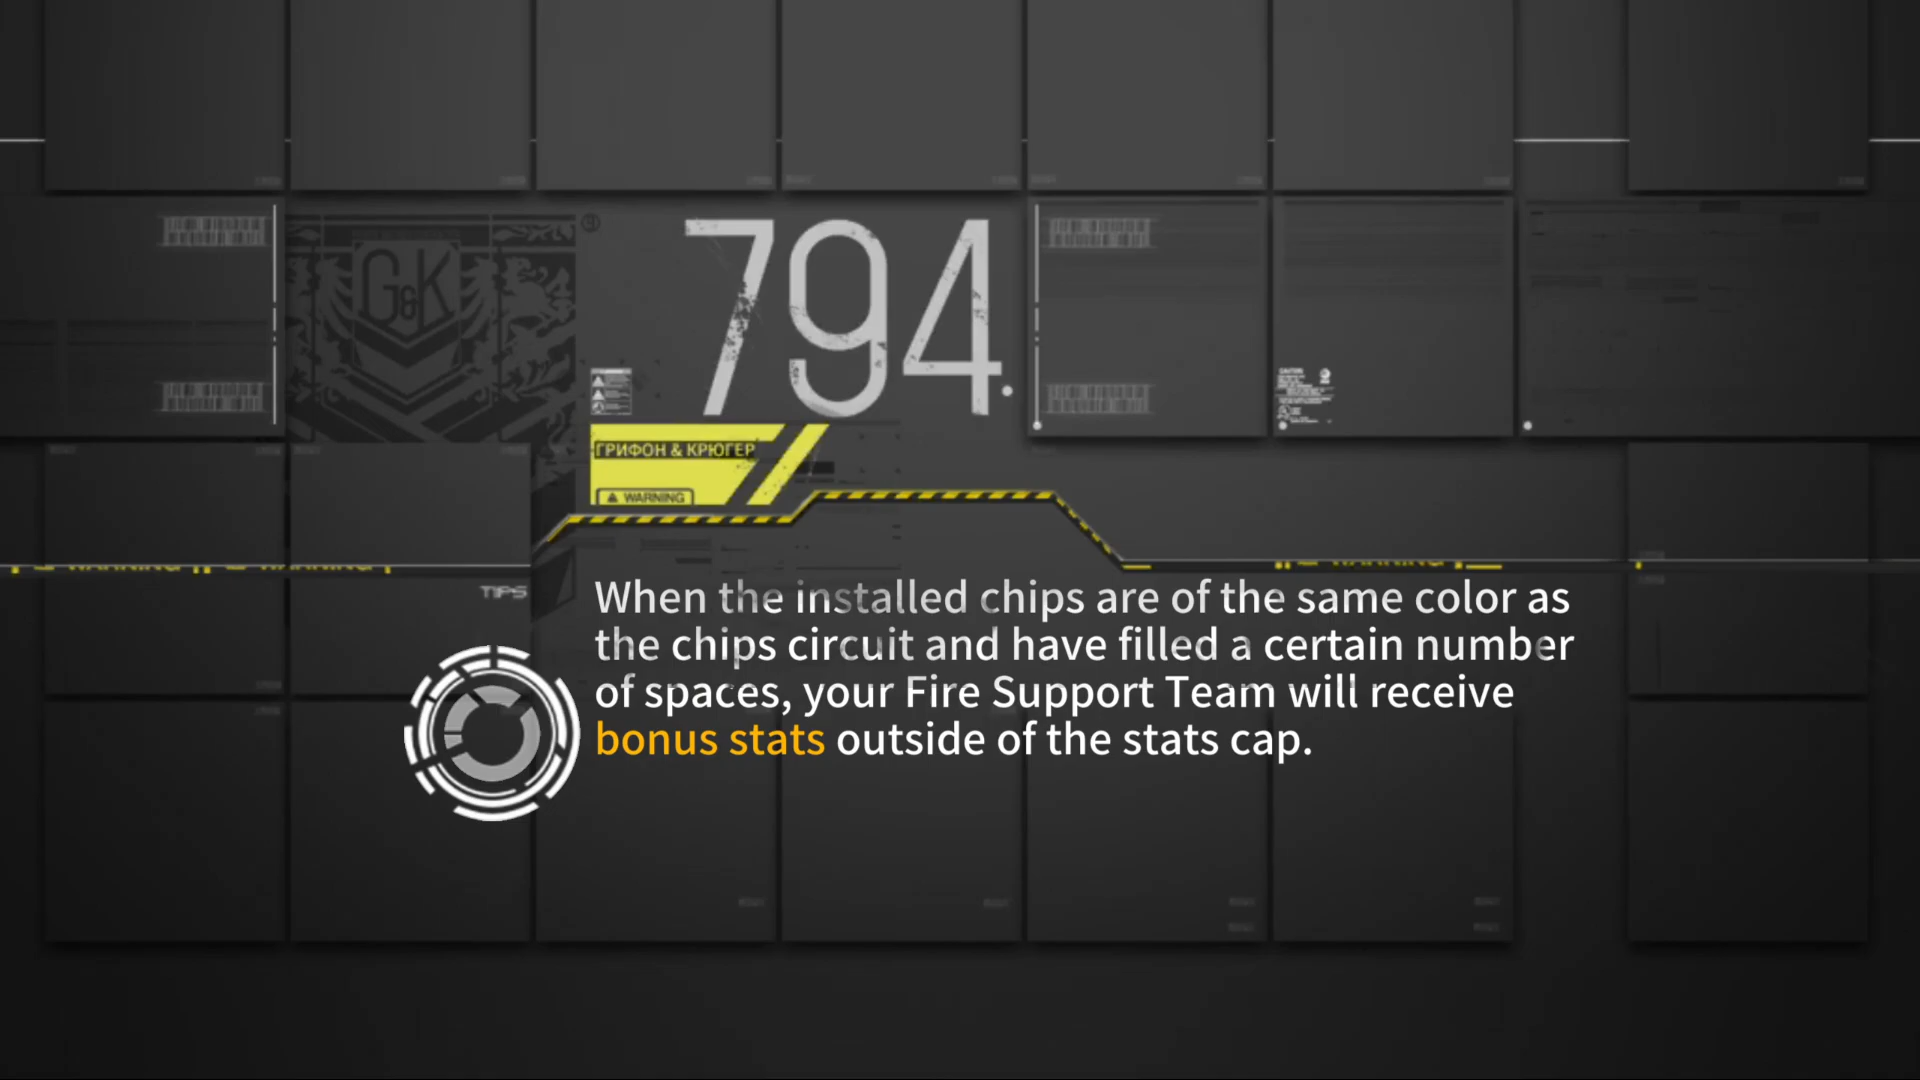 G&K
794.
ГРИФОН & КРЮГЕР
WARNING
TIPS
When the installed chips are of the same color as
the chips circuit and have filled a certain number
of spaces, your Fire Support Team will receive
bonus stats outside of the stats cap.